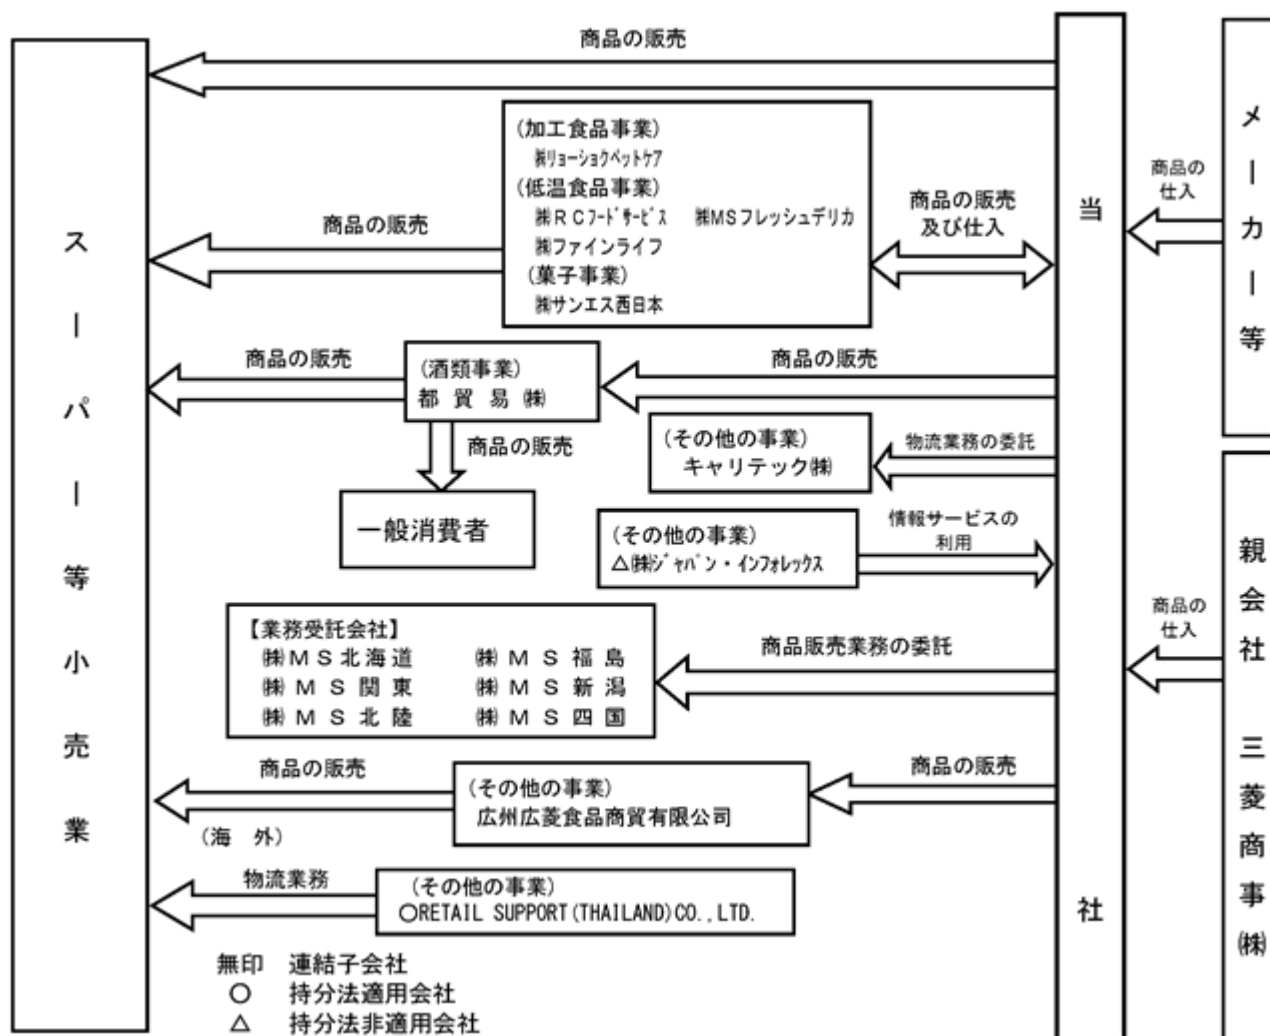 商品の販売
スーパー等小売業
当社
メーカー等
商品の
仕入
(加工食品事業)
㈱リョーショクペットケア
(低温食品事業)
㈱RCフードサービス ㈱MSフレッシュデリカ
㈱ファインライフ
(菓子事業)
㈱サンエス西日本
商品の販売
商品の販売
及び仕入
商品の販売
(酒類事業)
都貿易㈱
商品の販売
商品の販売
一般消費者
(その他の事業)
キャリテック㈱
物流業務の委託
(その他の事業)
△㈱ジャパン・インフォレックス
情報サービスの
利用
親会社 三菱商事㈱
商品の
仕入
【業務受託会社】
㈱MS北海道 ㈱MS福島
㈱MS関東 ㈱MS新潟
㈱MS北陸 ㈱MS四国
商品販売業務の委託
商品の販売
(海 外)
(その他の事業)
広州広菱食品商貿有限公司
商品の販売
物流業務
(その他の事業)
○RETAIL SUPPORT(THAILAND)CO.,LTD.
無印 連結子会社
○ 持分法適用会社
△ 持分法非適用会社